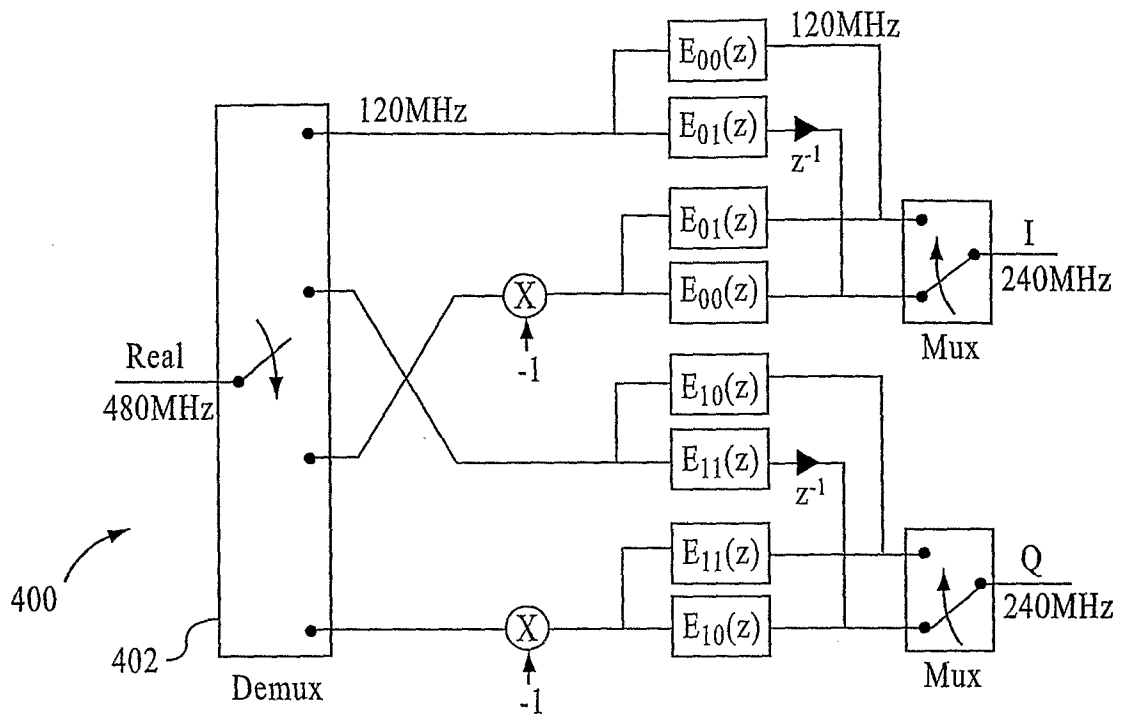 120MHz
E00(z)
120MHz
E01(z)
z-1
E01(z)
I
240MHz
X
E00(z)
Mux
-1
Real
480MHz
E10(z)
E11(z)
z-1
E11(z)
Q
240MHz
400
X
E10(z)
402
Demux
-1
Mux